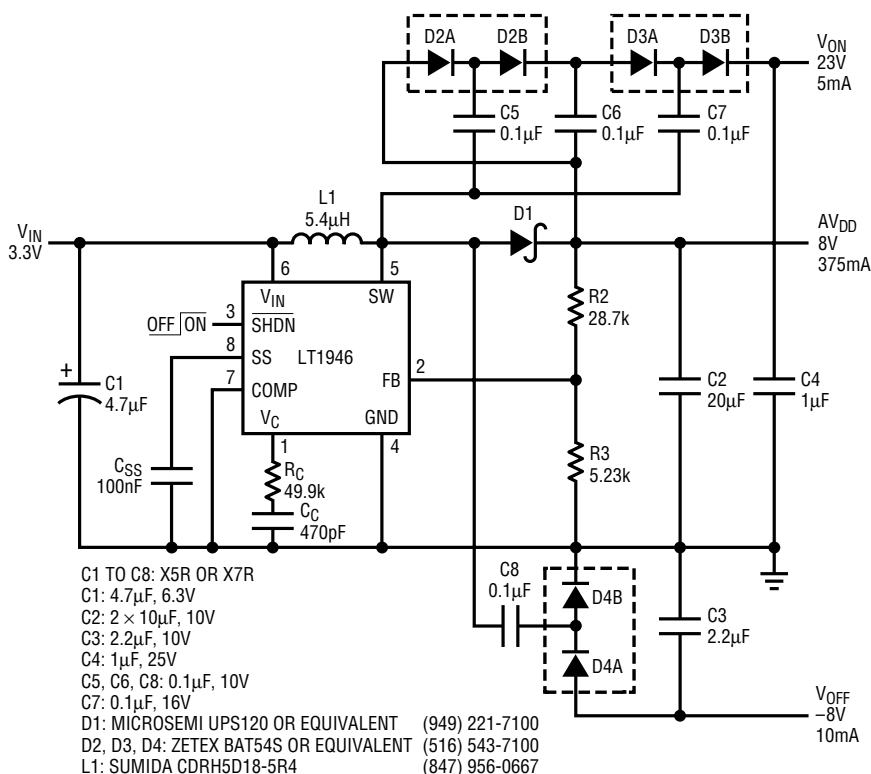 D2A D2B D3A D3B
V_ON
23V
5mA
C5
0.1µF
C6
0.1µF
C7
0.1µF
L1
5.4µH
D1
V_IN
3.3V
AV_DD
8V
375mA
6 5
V_IN SW
OFF ON 3 SHDN
8 SS LT1946
7 COMP FB 2
V_C GND
1 4
R2
28.7k
C1
4.7µF
+
C2
20µF
C4
1µF
C_SS
100nF
R_C
49.9k
C_C
470pF
R3
5.23k
C8
0.1µF
D4B
D4A
C3
2.2µF
V_OFF
–8V
10mA
C1 TO C8: X5R OR X7R
C1: 4.7µF, 6.3V
C2: 2 × 10µF, 10V
C3: 2.2µF, 10V
C4: 1µF, 25V
C5, C6, C8: 0.1µF, 10V
C7: 0.1µF, 16V
D1: MICROSEMI UPS120 OR EQUIVALENT (949) 221-7100
D2, D3, D4: ZETEX BAT54S OR EQUIVALENT (516) 543-7100
L1: SUMIDA CDRH5D18-5R4 (847) 956-0667